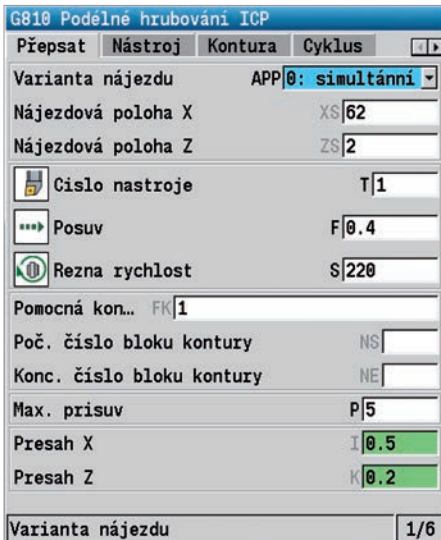 G810 Podélné hrubování ICP
Přepsat Nástroj Kontura Cyklus
Varianta nájezdu APP 0: simultánní
Nájezdová poloha X XS 62
Nájezdová poloha Z ZS 2
Cislo nastroje T 1
Posuv F 0.4
Rezna rychlost S 220
Pomocná kon... FK 1
Poč. číslo bloku kontury NS
Konc. číslo bloku kontury NE
Max. prisuv P 5
Presah X I 0.5
Presah Z K 0.2
Varianta nájezdu 1/6